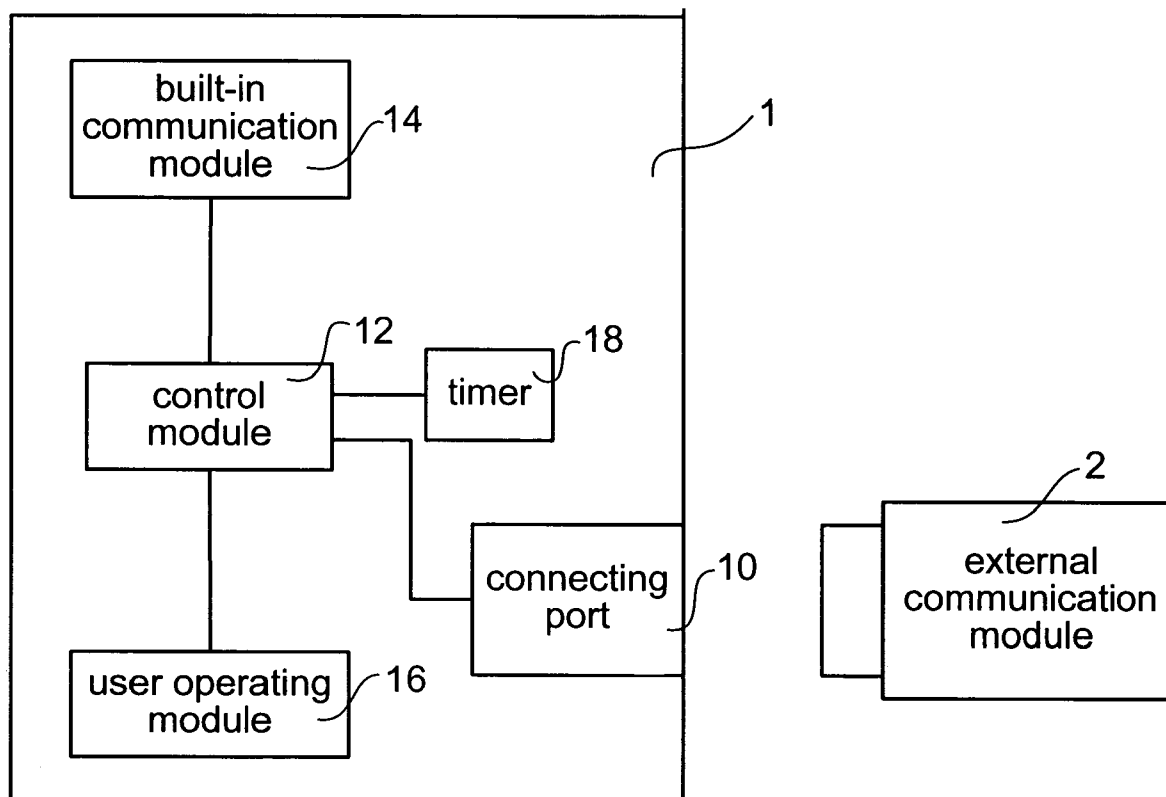 built-in
communication
module
14
1
12
control
module
18
timer
2
external
communication
module
connecting
port
10
user operating
module
16